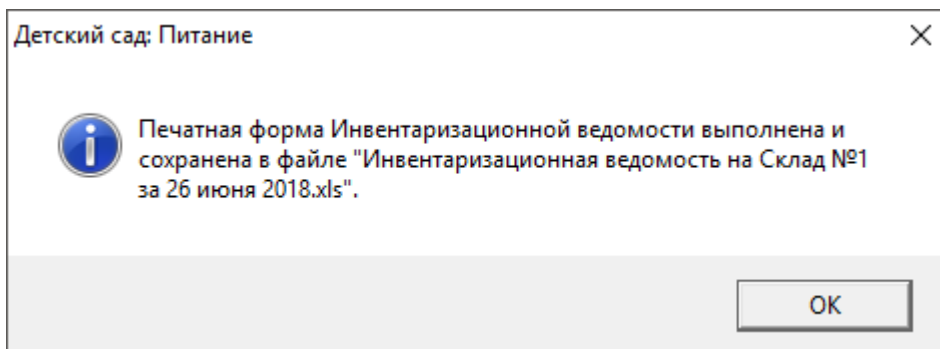 Детский сад: Питание
Печатная форма Инвентаризационной ведомости выполнена и
сохранена в файле "Инвентаризационная ведомость на Склад №1
за 26 июня 2018.xls".
ОК